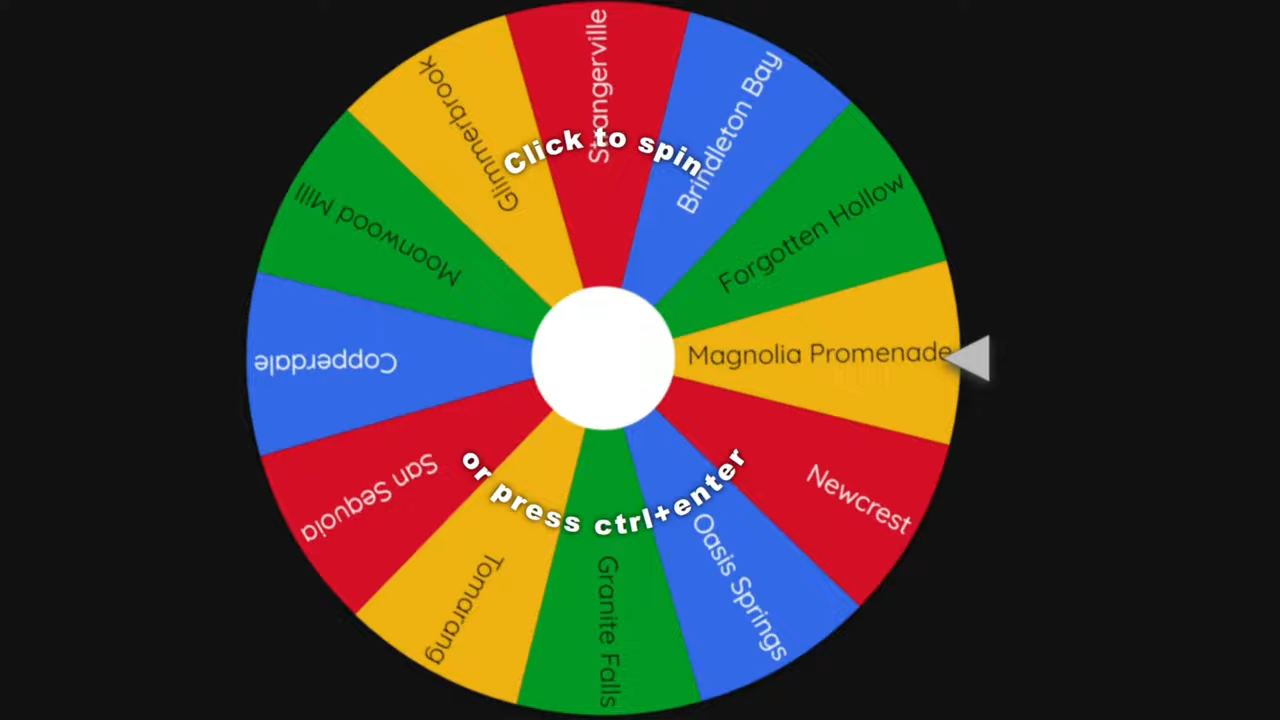 Click to spin
or press ctrl+enter
Strangerville
Brindleton Bay
Forgotten Hollow
Magnolia Promenade
Newcrest
Oasis Springs
Granite Falls
Tomarang
San Sequoia
Copperdale
Moonwood Mill
Glimmerbrook